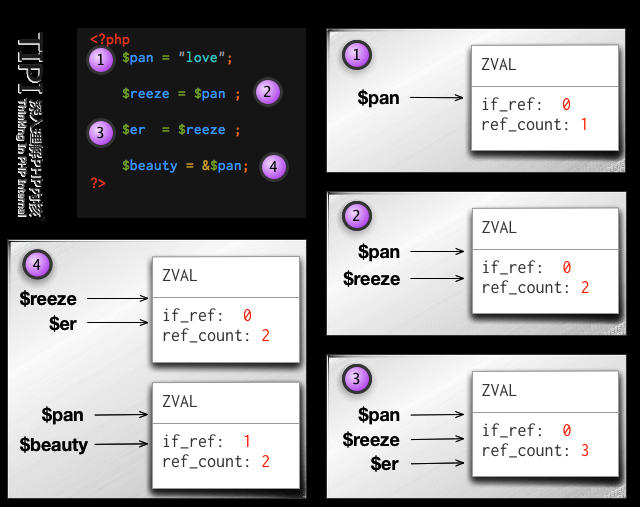 TIPI 深入理解PHP内核
Thinking In PHP Internal
<?php
1 $pan = "love";
$reeze = $pan ; 2
3 $er = $reeze ;
$beauty = &$pan; 4
?>
1
$pan
ZVAL
if_ref: 0
ref_count: 1
2
$pan
$reeze
ZVAL
if_ref: 0
ref_count: 2
3
$pan
$reeze
$er
ZVAL
if_ref: 0
ref_count: 3
4
$reeze
$er
ZVAL
if_ref: 0
ref_count: 2
$pan
$beauty
ZVAL
if_ref: 1
ref_count: 2